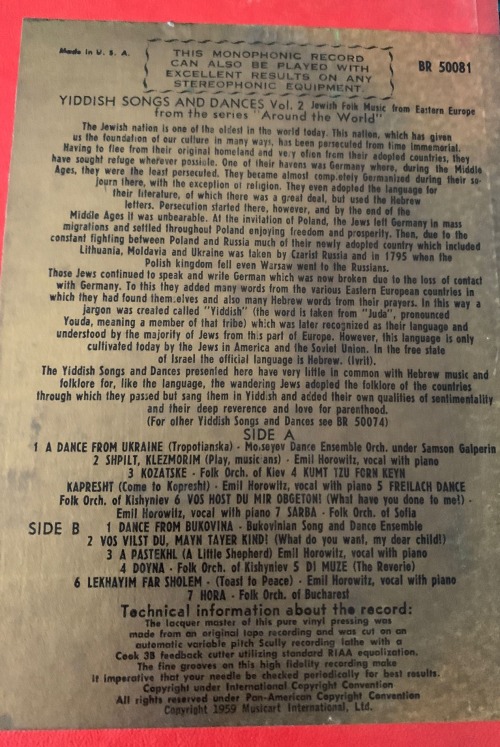 Made in U. S. A.
THIS MONOPHONIC RECORD
CAN ALSO BE PLAYED WITH
EXCELLENT RESULTS ON ANY
STEREOPHONIC EQUIPMENT.
BR 50081
YIDDISH SONGS AND DANCES Vol. 2 Jewish Folk Music from Eastern Europe
from the series "Around the World"
The Jewish nation is one of the oldest in the world today. This nation, which has given
us the foundation of our culture in many ways, has been persecuted from time immemorial.
Having to flee from their original homeland and very often from their adopted countries, they
have sought refuge wherever possible. One of their havens was Germany where, during the Middle
Ages, they were the least persecuted. They became almost completely Germanised during their so-
journ there, with the exception of religion. They even adopted the language for
their literature, of which there was a great deal, but used the Hebrew
letters. Persecution started there, however, and by the end of the
Middle Ages it was unbearable. At the invitation of Poland, the Jews left Germany in mass
migrations and settled throughout Poland enjoying freedom and prosperity. Then, due to the
constant fighting between Poland and Russia much of their newly adopted country which included
Lithuania, Moldavia and Ukraine was taken by Czarist Russia and in 1795 when the
Polish kingdom fell even Warsaw went to the Russians.
Those Jews continued to speak and write German which was now broken due to the loss of contact
with Germany. To this they added many words from the various Eastern European countries in
which they had found themselves and also many Hebrew words from their prayers. In this way a
jargon was created called "Yiddish" (the word is taken from "Juda", pronounced
Youda, meaning a member of that tribe) which was later recognized as their language and
understood by the majority of Jews from this part of Europe. However, this language is only
cultivated today by the Jews in America and the Soviet Union. In the free state
of Israel the official language is Hebrew. (Ivrit).
The Yiddish Songs and Dances presented here have very little in common with Hebrew music and
folklore for, like the language, the wandering Jews adopted the folklore of the countries
through which they passed but sang them in Yiddish and added their own qualities of sentimentality
and their deep reverence and love for parenthood.
(For other Yiddish Songs and Dances see BR 50074)
SIDE A
1 A DANCE FROM UKRAINE (Tropotianska) - Moiseyev Dance Ensemble Orch. under Samson Galperin
2 SHPILT, KLEZMORIM (Play, musicians) - Emil Horowitz, vocal with piano
3 KOZATSKE - Folk Orch. of Kiev 4 KUMT TZU FORN KEYN
KAPRESHT (Come to Kopresht) - Emil Horowitz, vocal with piano 5 FREILACH DANCE
Folk Orch. of Kishyniev 6 VOS HOST DU MIR OBGETON! (What have you done to me!) -
Emil Horowitz, vocal with piano 7 SARBA - Folk Orch. of Sofia
SIDE B 1 DANCE FROM BUKOVINA - Bukovinian Song and Dance Ensemble
2 VOS VILST DU, MAYN TAYER KIND! (What do you want, my dear child!)
3 A PASTEKHL (A Little Shepherd) Emil Horowitz, vocal with piano
4 DOYNA - Folk Orch. of Kishyniev 5 DI MUZE (The Reverie)
6 LEKHAYIM FAR SHOLEM - (Toast to Peace) - Emil Horowitz, vocal with piano
7 HORA - Folk Orch. of Bucharest
Technical information about the record:
The lacquer master of this pure vinyl pressing was
made from an original tape recording and was cut on an
automatic variable pitch Scully recording lathe with a
Cook 3B feedback cutter utilizing standard RIAA equalization.
The fine grooves on this high fidelity recording make
it imperative that your needle be checked periodically for best results.
Copyright under International Copyright Convention
All rights reserved under Pan-American Copyright Convention
Copyright 1959 Musicart International, Ltd.